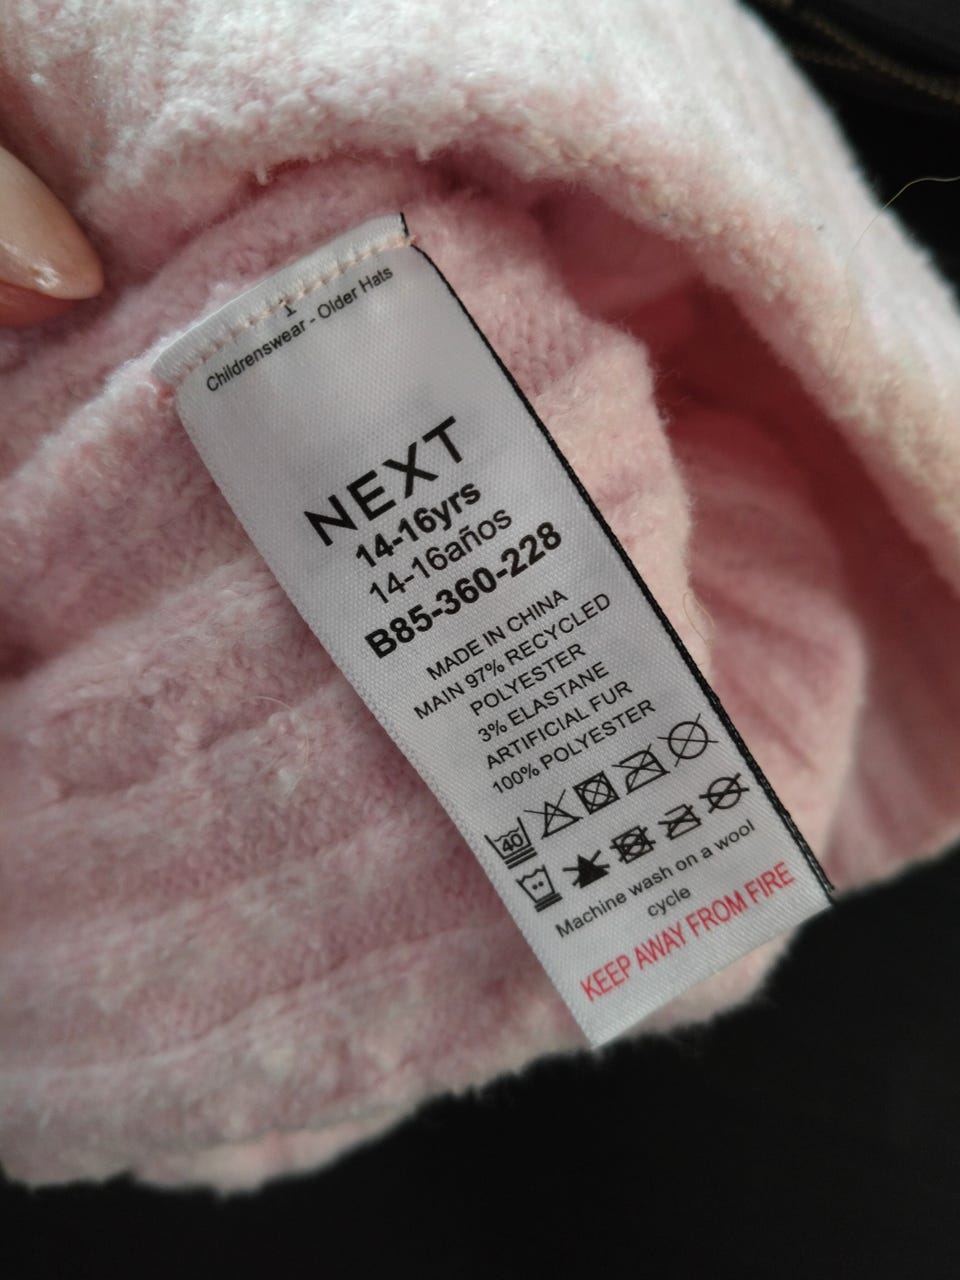 Childrenswear - Older Hats
NEXT
14-16yrs
14-16años
B85-360-228
MADE IN CHINA
MAIN 97% RECYCLED
POLYESTER
3% ELASTANE
ARTIFICIAL FUR
100% POLYESTER
40
Machine wash on a wool
cycle
KEEP AWAY FROM FIRE